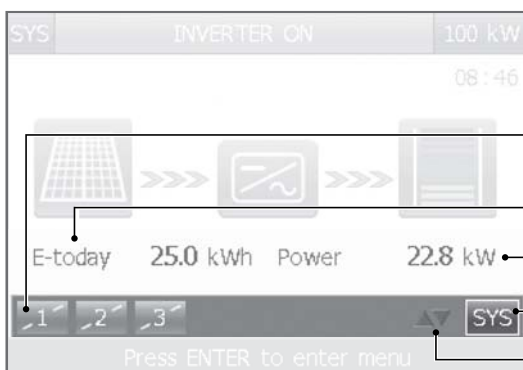 SYS INVERTER ON 100 kW
08:46
E-today 25.0 kWh Power 22.8 kW
1 2 3 SYS
Press ENTER to enter menu